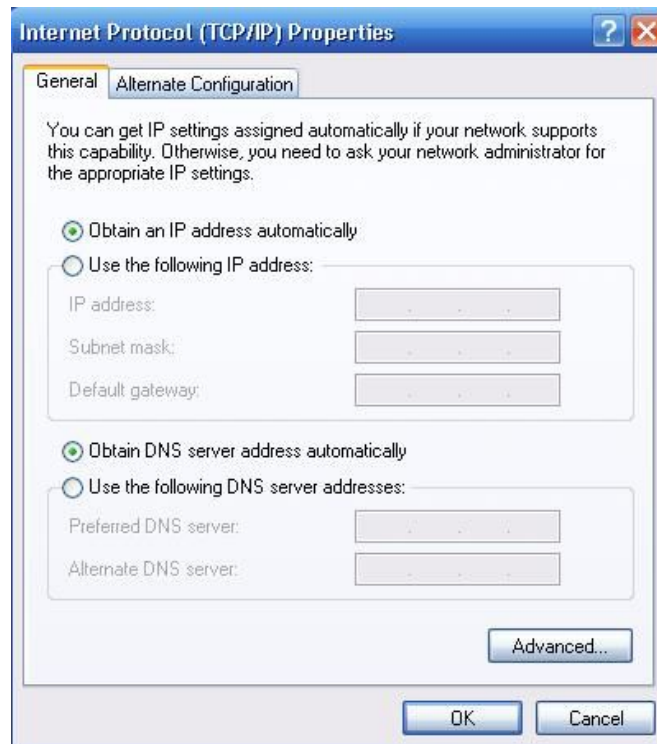 Internet Protocol (TCP/IP) Properties
General
Alternate Configuration
You can get IP settings assigned automatically if your network supports
this capability. Otherwise, you need to ask your network administrator for
the appropriate IP settings.
Obtain an IP address automatically
Use the following IP address:
IP address:
Subnet mask:
Default gateway:
Obtain DNS server address automatically
Use the following DNS server addresses:
Preferred DNS server:
Alternate DNS server:
Advanced...
OK
Cancel